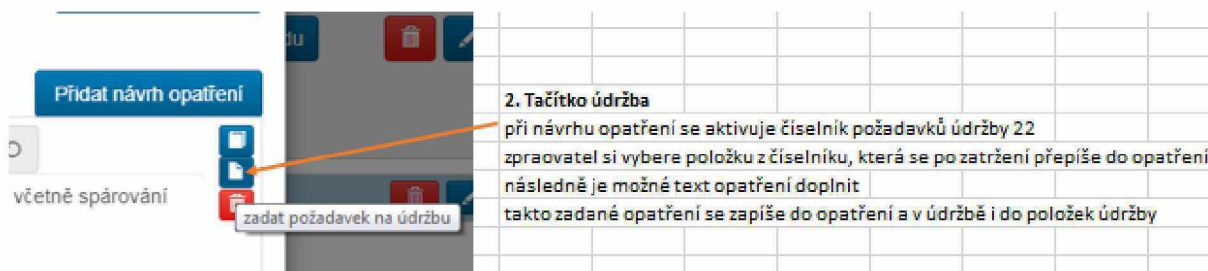 du
Přidat návrh opatření
včetně spárování
zadat požadavek na údržbu
2. Tačítko údržba
při návrhu opatření se aktivuje číselník požadavků údržby 22
zpraovatel si vybere položku z číselníku, která se po zatržení přepíše do opatření
následně je možné text opatření doplnit
takto zadané opatření se zapíše do opatření a v údržbě i do položek údržby